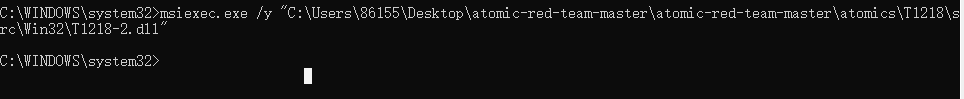 C:\WINDOWS\system32>msiexec.exe /y "C:\Users\86155\Desktop\atomic-red-team-master\atomic-red-team-master\atomics\T1218\s
rc\Win32\T1218-2.dll"
C:\WINDOWS\system32>